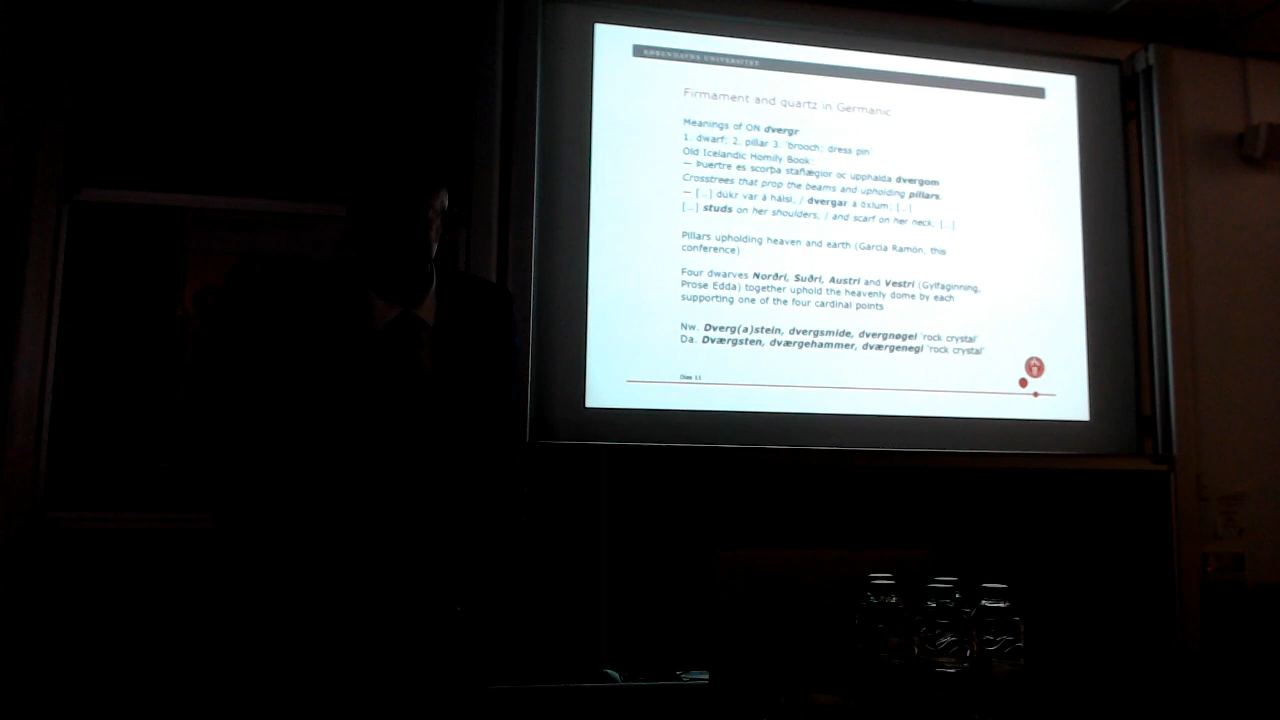 KØBENHAVNS UNIVERSITET
Firmament and quartz in Germanic
Meanings of ON dvergr
1. dwarf; 2. pillar 3. 'brooch; dress pin'
Old Icelandic Homily Book:
— Þuertre es scorþa staflægior oc upphalda dvergom
Crosstrees that prop the beams and upholding pillars.
— [...] dúkr var á hálsi, / dvergar á öxlum; [...]
[...] studs on her shoulders, / and scarf on her neck, [...]
Pillars upholding heaven and earth (García Ramón, this
conference)
Four dwarves Norðri, Suðri, Austri and Vestri (Gylfaginning,
Prose Edda) together uphold the heavenly dome by each
supporting one of the four cardinal points
Nw. Dverg(a)stein, dvergsmide, dvergnøgel 'rock crystal'
Da. Dværgsten, dværgehammer, dværgenegl 'rock crystal'
Dias 11